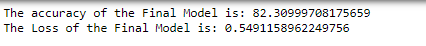 The accuracy of the Final Model is: 82.30999708175659
The Loss of the Final Model is: 0.5491158962249756